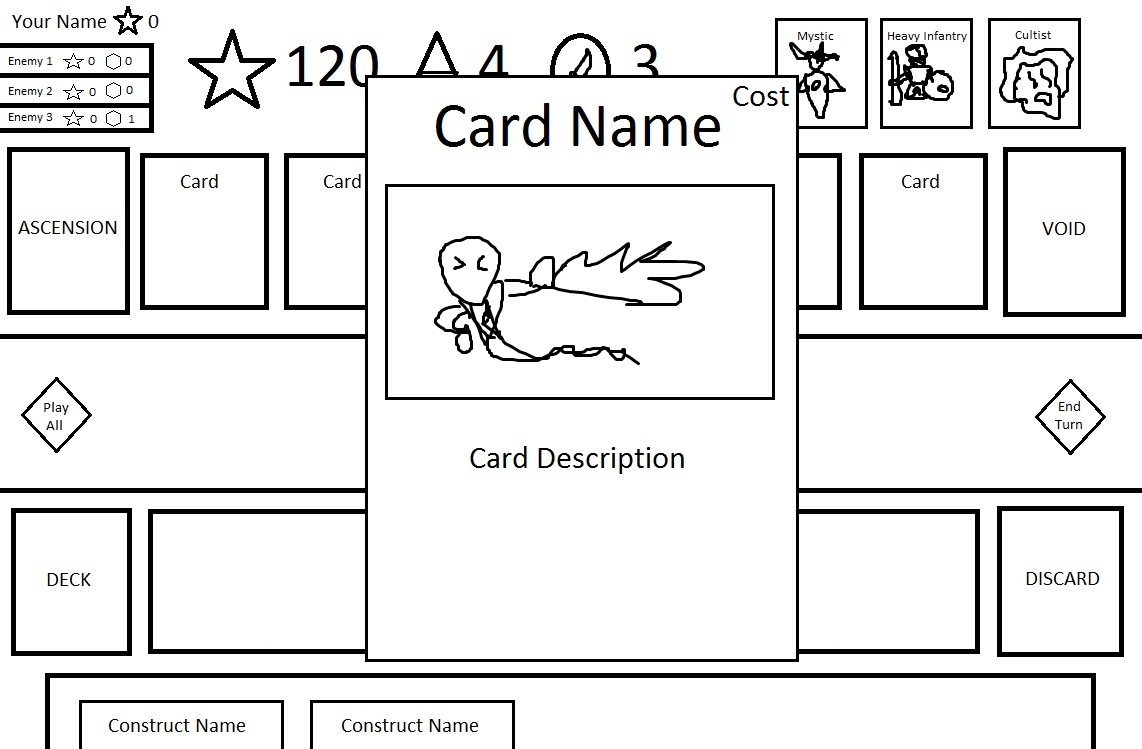 Your Name 0
Enemy 1 0 0
Enemy 2 0 0
Enemy 3 0 1
120 4 3
Mystic
Heavy Infantry
Cultist
Cost
Card Name
ASCENSION
Card
Card
Card
VOID
Play
All
End
Turn
Card Description
DECK
DISCARD
Construct Name
Construct Name